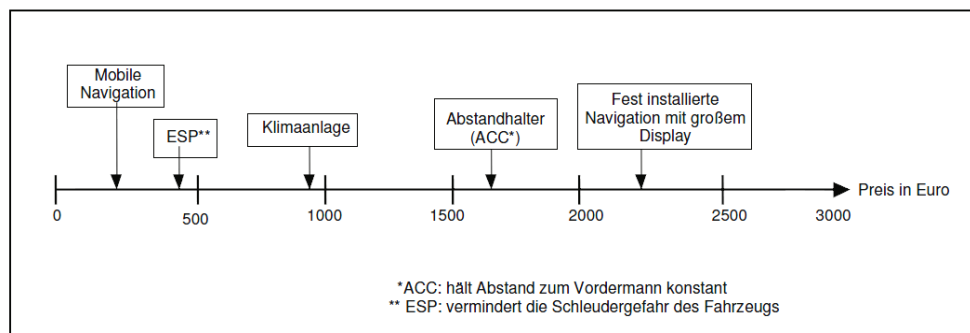 Mobile
Navigation
ESP**
Klimaanlage
Abstandhalter
(ACC*)
Fest installierte
Navigation mit großem
Display
Preis in Euro
0
500
1000
1500
2000
2500
3000
*ACC: hält Abstand zum Vordermann konstant
** ESP: vermindert die Schleudergefahr des Fahrzeugs